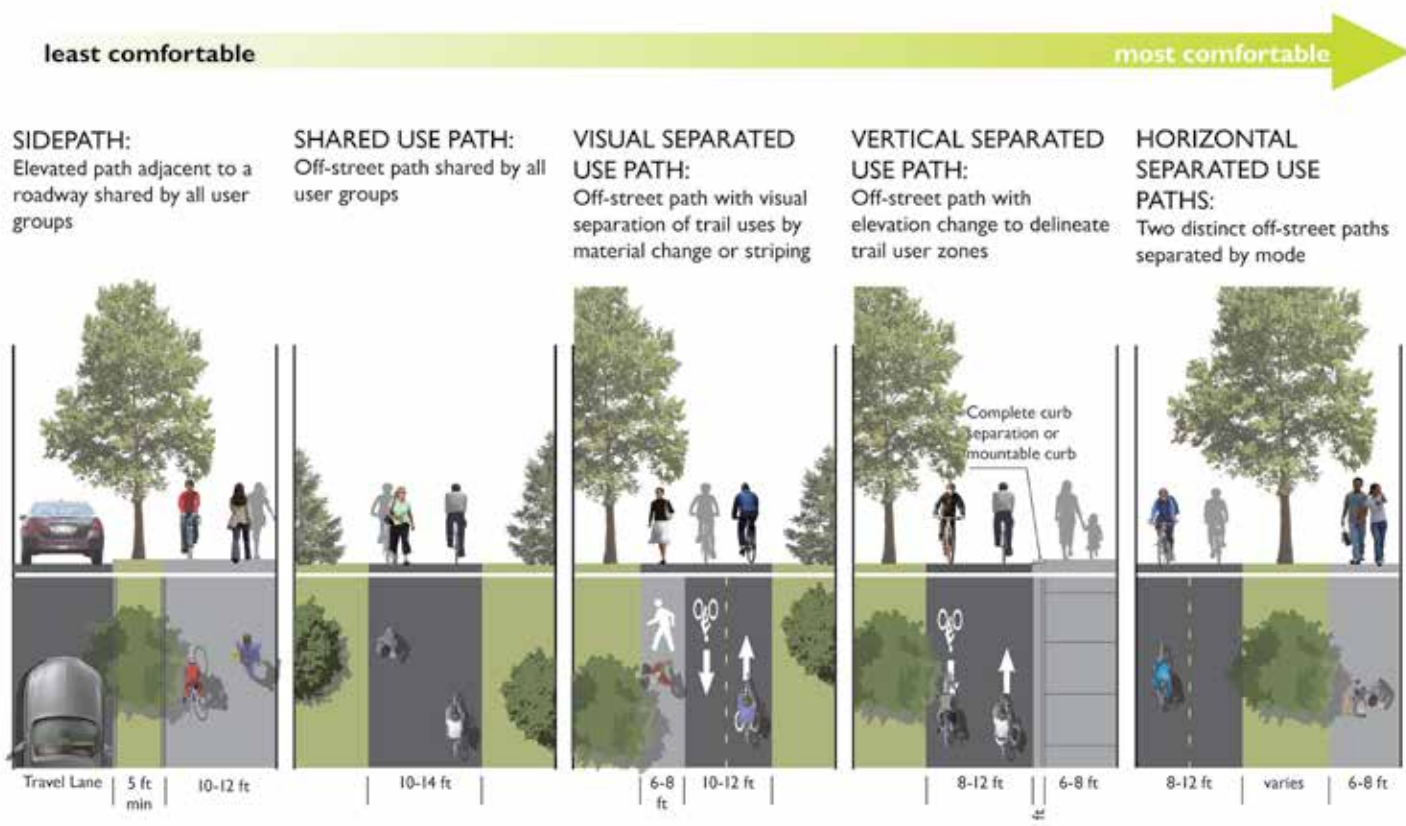 least comfortable
most comfortable
SIDEPATH:
Elevated path adjacent to a
roadway shared by all user
groups
SHARED USE PATH:
Off-street path shared by all
user groups
VISUAL SEPARATED
USE PATH:
Off-street path with visual
separation of trail uses by
material change or striping
VERTICAL SEPARATED
USE PATH:
Off-street path with
elevation change to delineate
trail user zones
HORIZONTAL
SEPARATED USE
PATHS:
Two distinct off-street paths
separated by mode
Complete curb
separation or
mountable curb
Travel Lane
5 ft
min
10-12 ft
10-14 ft
6-8
ft
10-12 ft
8-12 ft
ft
6-8 ft
8-12 ft
varies
6-8 ft